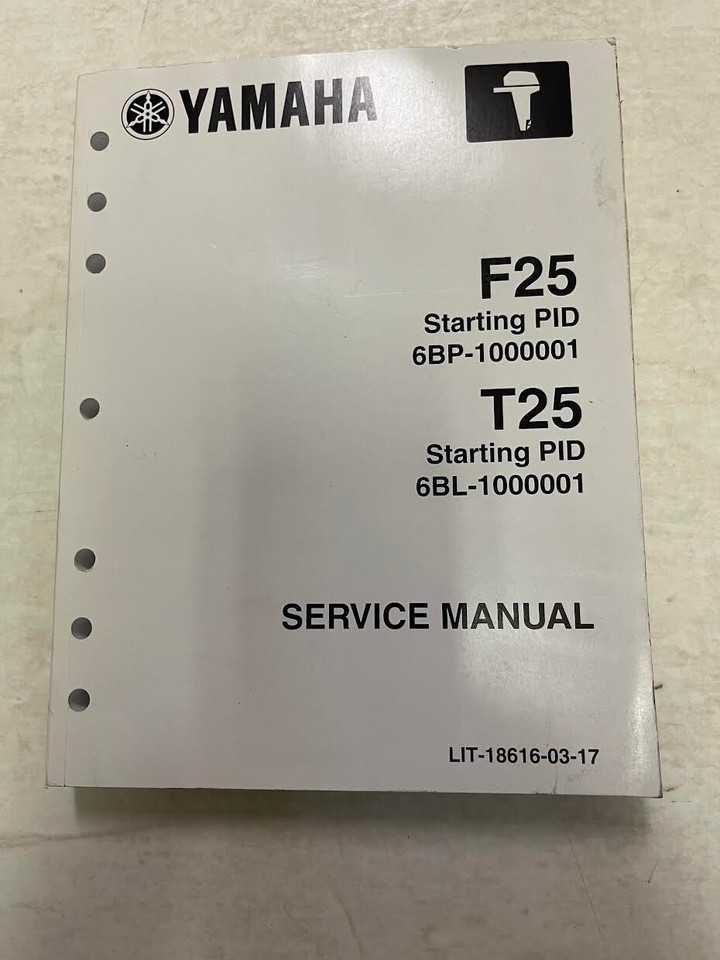 YAMAHA
F25
Starting PID
6BP-1000001
T25
Starting PID
6BL-1000001
SERVICE MANUAL
LIT-18616-03-17